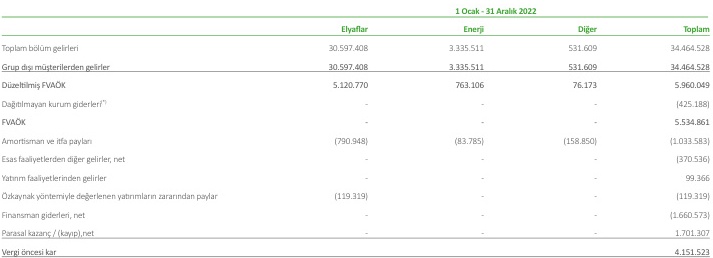 1 Ocak - 31 Aralık 2022
Elyaflar Enerji Diğer Toplam
Toplam bölüm gelirleri 30.597.408 3.335.511 531.609 34.464.528
Grup dışı müşterilerden gelirler 30.597.408 3.335.511 531.609 34.464.528
Düzeltilmiş FVAÖK 5.120.770 763.106 76.173 5.960.049
Dağıtılmayan kurum giderleri(*) - - - (425.188)
FVAÖK - - - 5.534.861
Amortisman ve itfa payları (790.948) (83.785) (158.850) (1.033.583)
Esas faaliyetlerden diğer gelirler, net - - - (370.536)
Yatırım faaliyetlerinden gelirler - - - 99.366
Özkaynak yöntemiyle değerlenen yatırımların zararından paylar (119.319) - - (119.319)
Finansman giderleri, net - - - (1.660.573)
Parasal kazanç / (kayıp),net - - - 1.701.307
Vergi öncesi kar 4.151.523